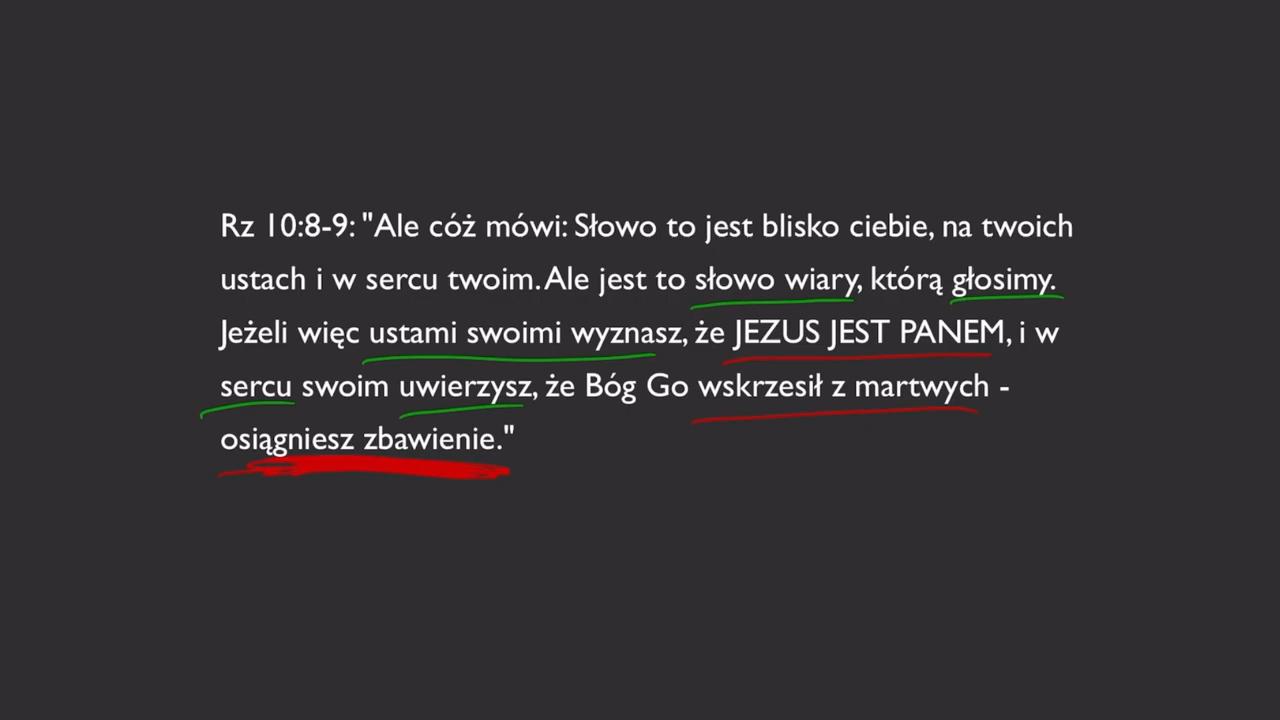 Rz 10:8-9: "Ale cóż mówi: Słowo to jest blisko ciebie, na twoich
ustach i w sercu twoim. Ale jest to słowo wiary, którą głosimy.
Jeżeli więc ustami swoimi wyznasz, że JEZUS JEST PANEM, i w
sercu swoim uwierzysz, że Bóg Go wskrzesił z martwych -
osiągniesz zbawienie."